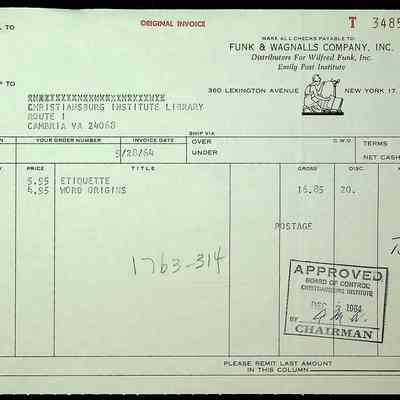 TO
ORIGINAL INVOICE
T 3485
MAKE ALL CHECKS PAYABLE TO:
FUNK & WAGNALLS COMPANY, INC.
Distributors For Wilfred Funk, Inc.
Emily Post Institute
360 LEXINGTON AVENUE
NEW YORK 17,
TO
CHRISTIANSBURG INSTITUTE LIBRARY
ROUTE 1
CAMBRIA VA 24068
SHIP VIA
YOUR ORDER NUMBER
INVOICE DATE
OVER
UNDER
C.W.O.
TERMS
NET CASH
5/28/64
PRICE
TITLE
GROSS
DISC.
5.95 ETIQUETTE
WORD ORIGINS
16.85
20.
POSTAGE
1763-314
APPROVED
BOARD OF CONTROL
CHRISTIANSBURG INSTITUTE
DEC 3 1964
BY
CHAIRMAN
PLEASE REMIT LAST AMOUNT
IN THIS COLUMN